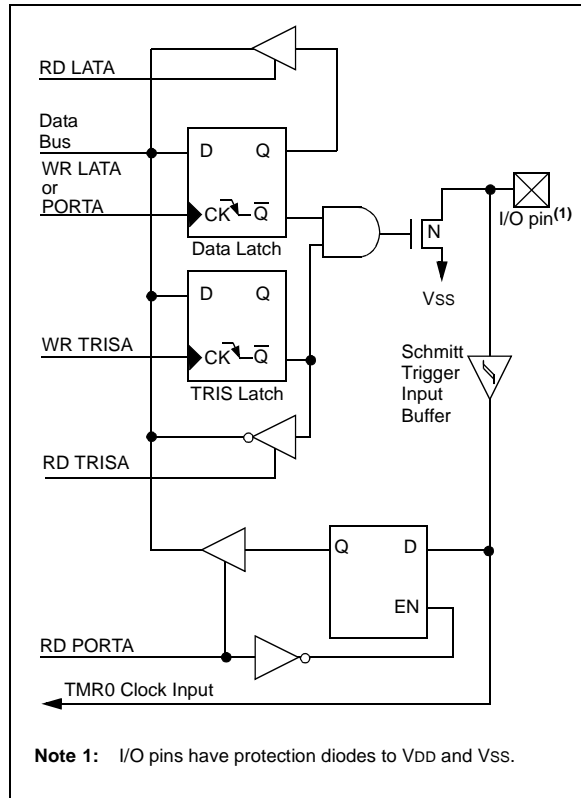 RD LATA
Data
Bus
WR LATA
or
PORTA
D Q
CK Q
Data Latch
N
I/O pin(1)
VSS
D Q
CK Q
TRIS Latch
WR TRISA
Schmitt
Trigger
Input
Buffer
RD TRISA
Q D
EN
RD PORTA
TMR0 Clock Input
Note 1: I/O pins have protection diodes to VDD and VSS.